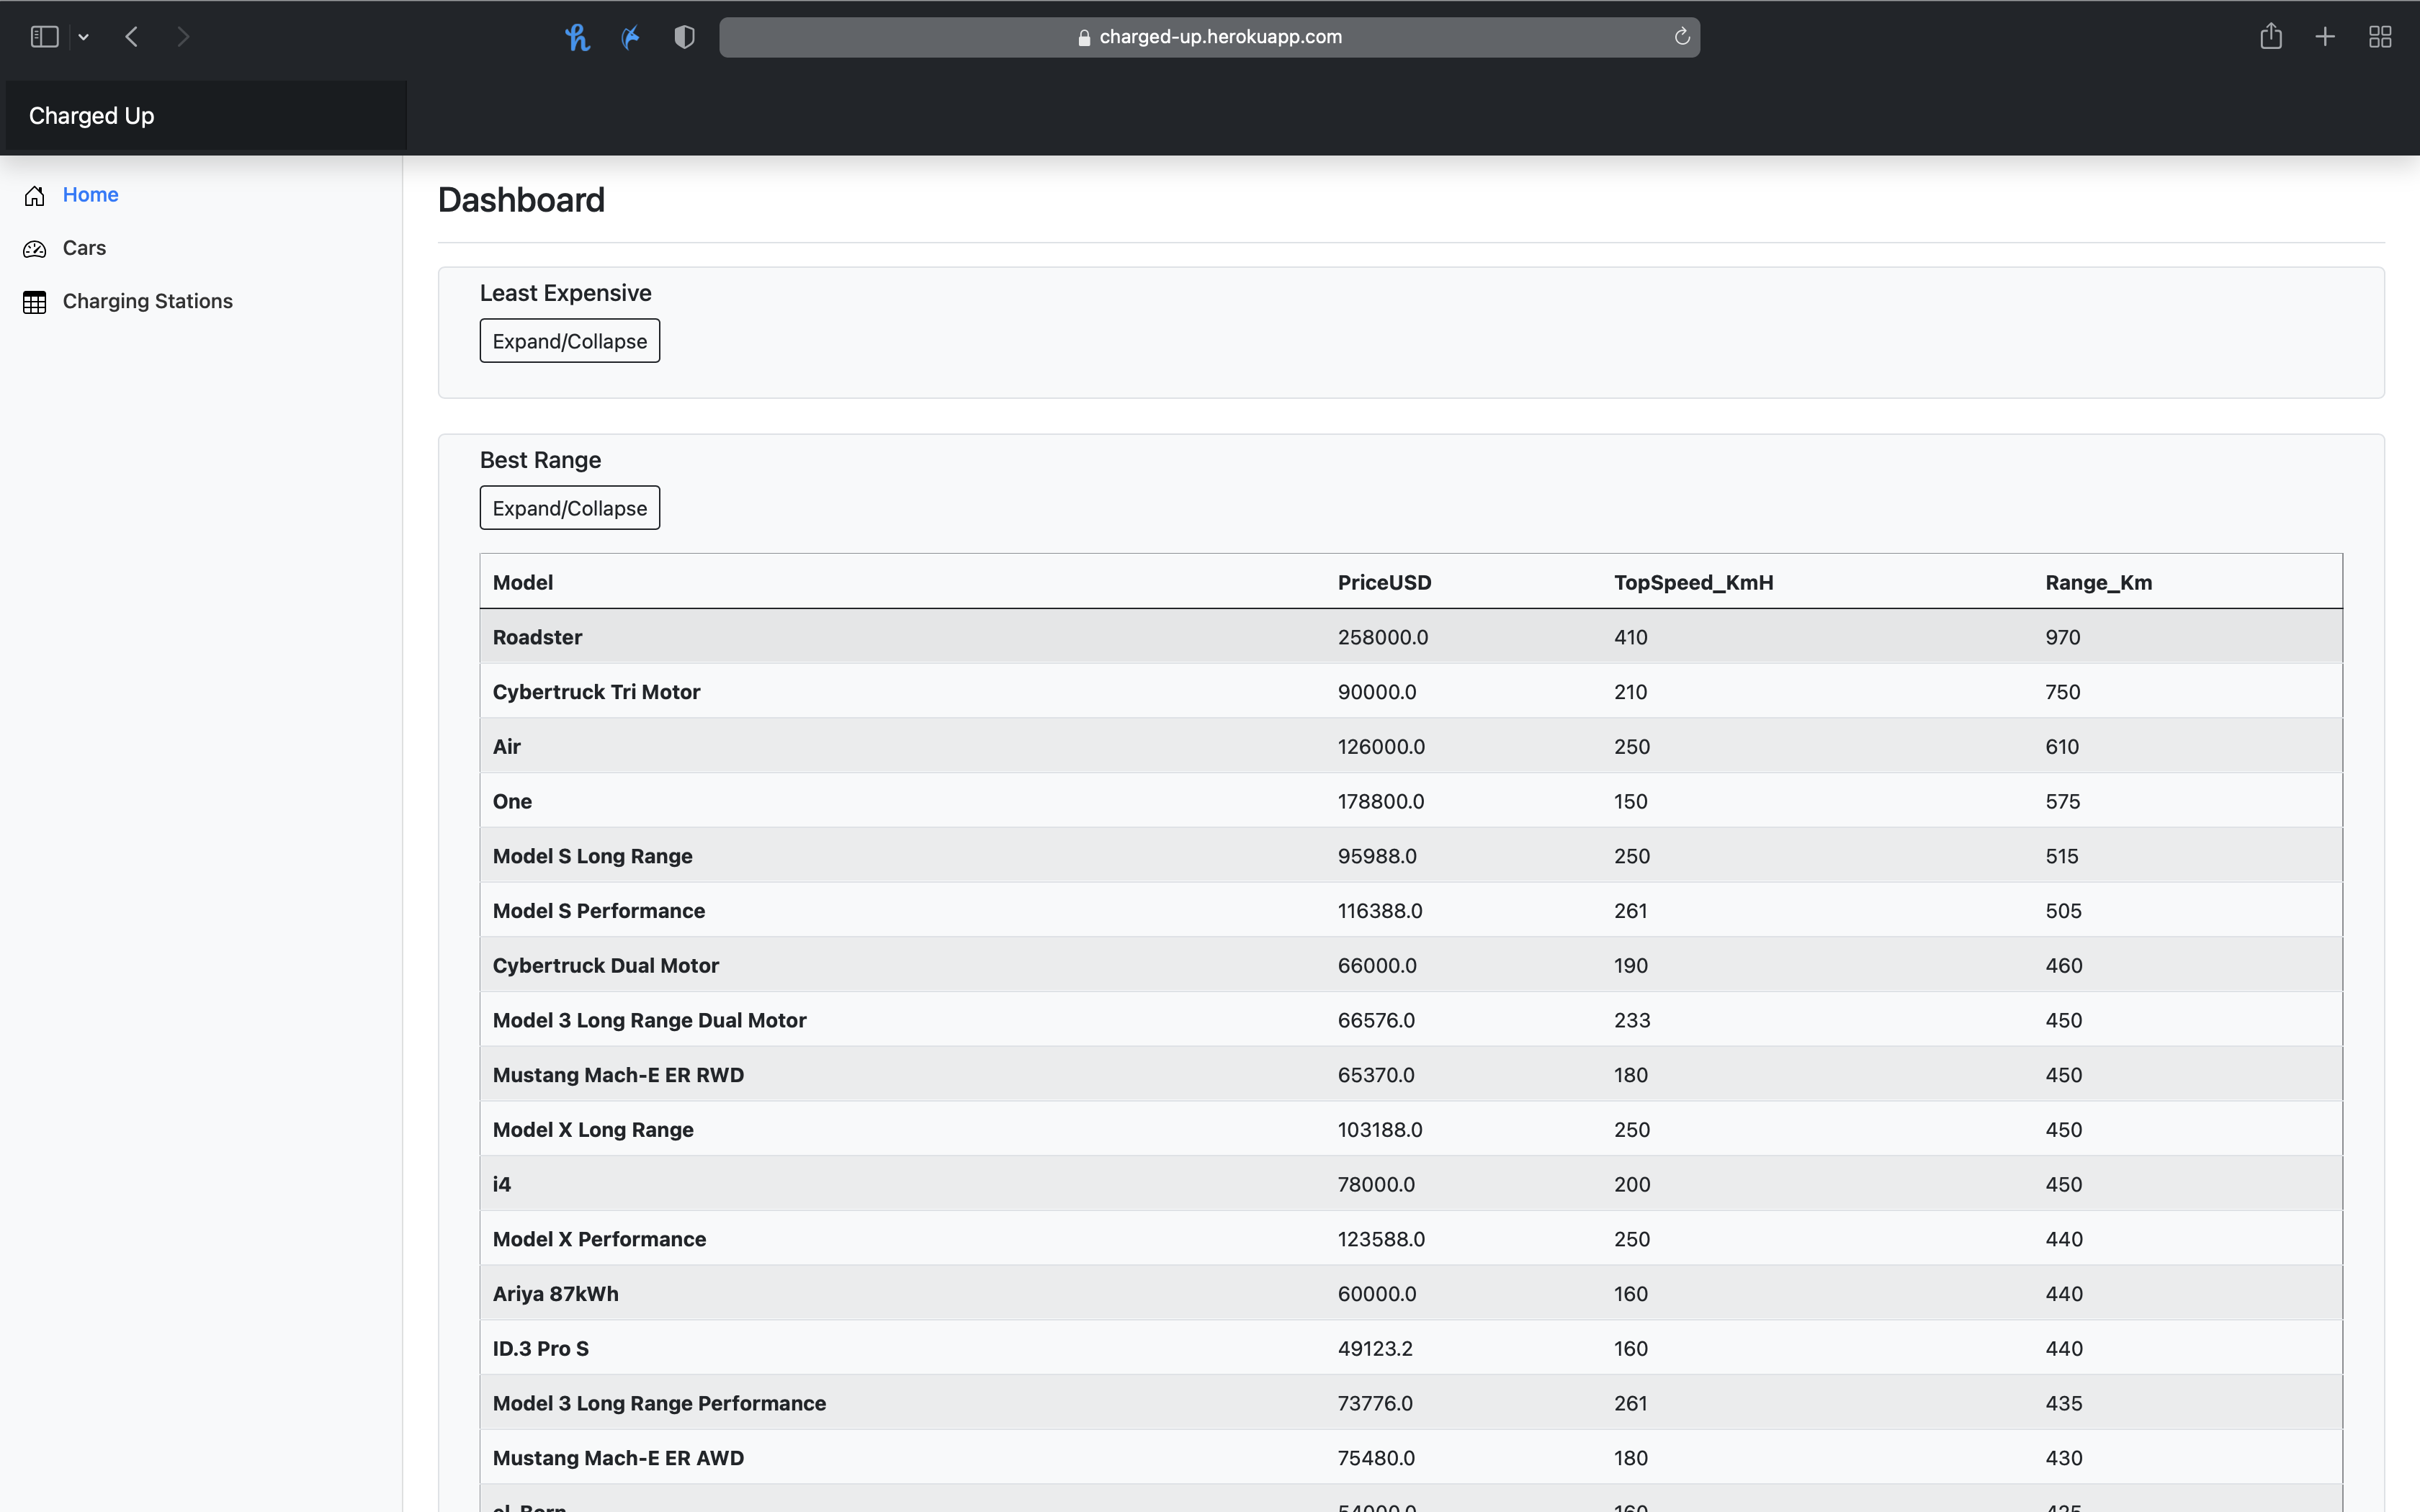 charged-up.herokuapp.com
Charged Up
Home
Cars
Charging Stations
Dashboard
Least Expensive
Expand/Collapse
Best Range
Expand/Collapse
Model PriceUSD TopSpeed_KmH Range_Km
Roadster 258000.0 410 970
Cybertruck Tri Motor 90000.0 210 750
Air 126000.0 250 610
One 178800.0 150 575
Model S Long Range 95988.0 250 515
Model S Performance 116388.0 261 505
Cybertruck Dual Motor 66000.0 190 460
Model 3 Long Range Dual Motor 66576.0 233 450
Mustang Mach-E ER RWD 65370.0 180 450
Model X Long Range 103188.0 250 450
i4 78000.0 200 450
Model X Performance 123588.0 250 440
Ariya 87kWh 60000.0 160 440
ID.3 Pro S 49123.2 160 440
Model 3 Long Range Performance 73776.0 261 435
Mustang Mach-E ER AWD 75480.0 180 430